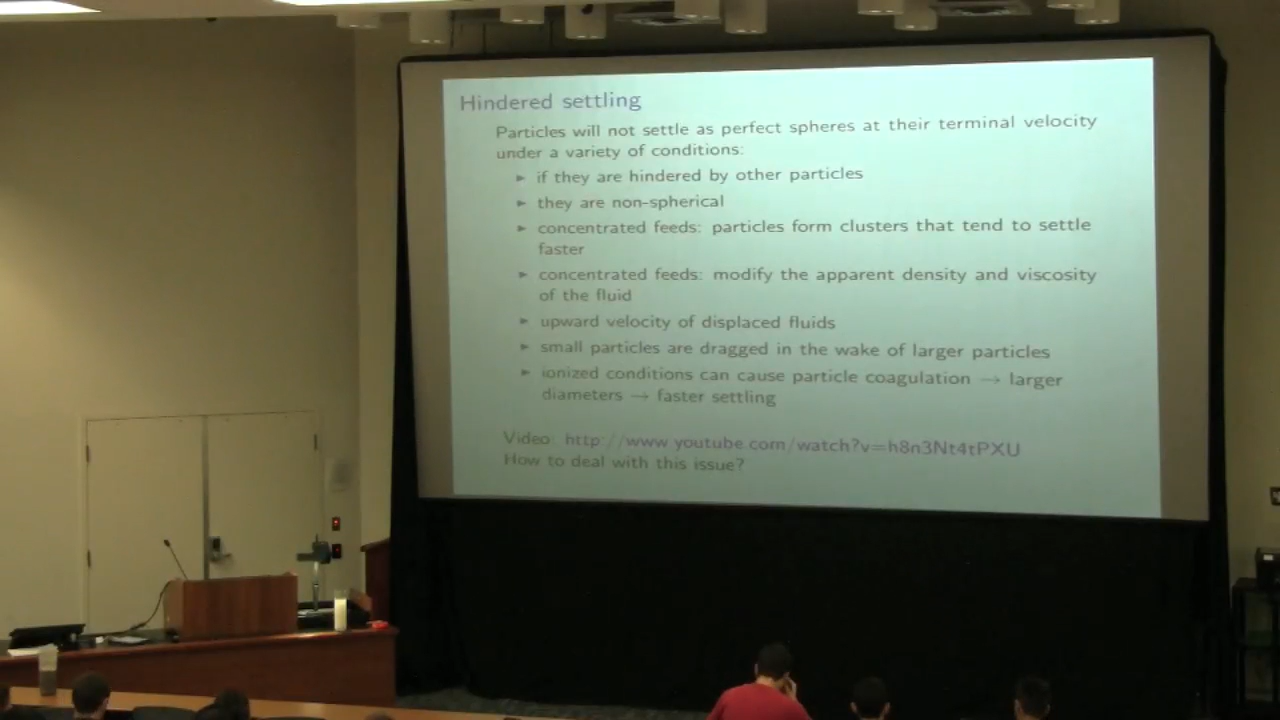 Hindered settling
Particles will not settle as perfect spheres at their terminal velocity
under a variety of conditions:
► if they are hindered by other particles
► they are non-spherical
► concentrated feeds: particles form clusters that tend to settle
faster
► concentrated feeds: modify the apparent density and viscosity
of the fluid
► upward velocity of displaced fluids
► small particles are dragged in the wake of larger particles
► ionized conditions can cause particle coagulation → larger
diameters → faster settling
Video: http://www.youtube.com/watch?v=h8n3Nt4tPXU
How to deal with this issue?